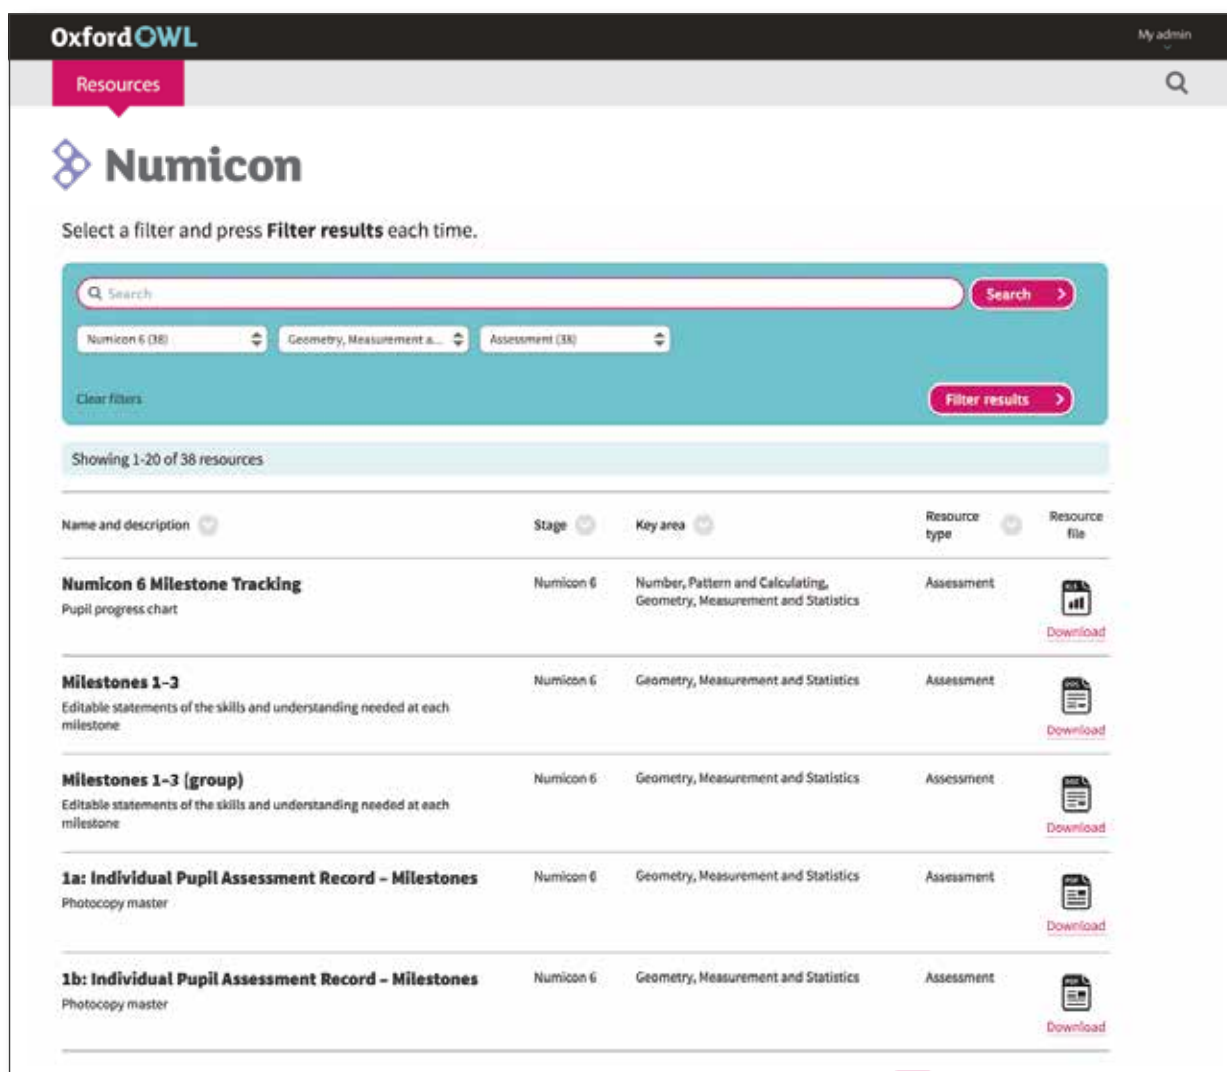 OxfordOWL
My admin
Resources
Numicon
Select a filter and press Filter results each time.
Search
Search
Numicon 6 (38)
Geometry, Measurement a...
Assessment (38)
Clear filters
Filter results
Showing 1-20 of 38 resources
Name and description
Stage
Key area
Resource
type
Resource
file
Numicon 6 Milestone Tracking
Pupil progress chart
Numicon 6
Number, Pattern and Calculating,
Geometry, Measurement and Statistics
Assessment
XLS
Download
Milestones 1–3
Editable statements of the skills and understanding needed at each
milestone
Numicon 6
Geometry, Measurement and Statistics
Assessment
DOC
Download
Milestones 1–3 (group)
Editable statements of the skills and understanding needed at each
milestone
Numicon 6
Geometry, Measurement and Statistics
Assessment
DOC
Download
1a: Individual Pupil Assessment Record – Milestones
Photocopy master
Numicon 6
Geometry, Measurement and Statistics
Assessment
PDF
Download
1b: Individual Pupil Assessment Record – Milestones
Photocopy master
Numicon 6
Geometry, Measurement and Statistics
Assessment
PDF
Download